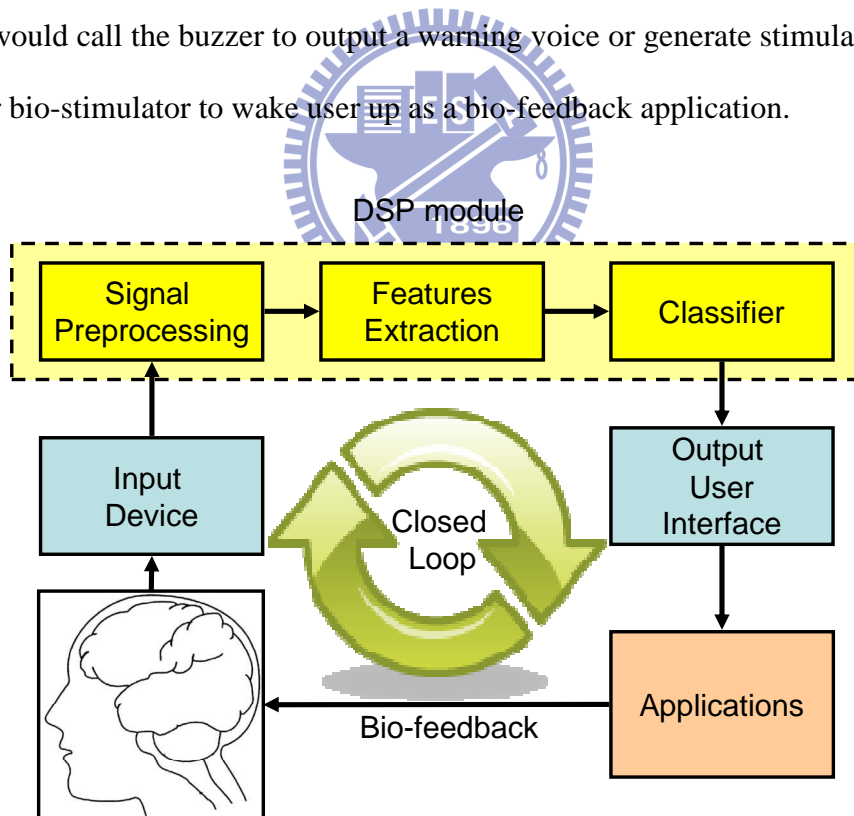 would call the buzzer to output a warning voice or generate stimula
bio-stimulator to wake user up as a bio-feedback application.
DSP module
1896
Signal
Preprocessing
Features
Extraction
Classifier
Input
Device
Closed
Loop
Output
User
Interface
Bio-feedback
Applications